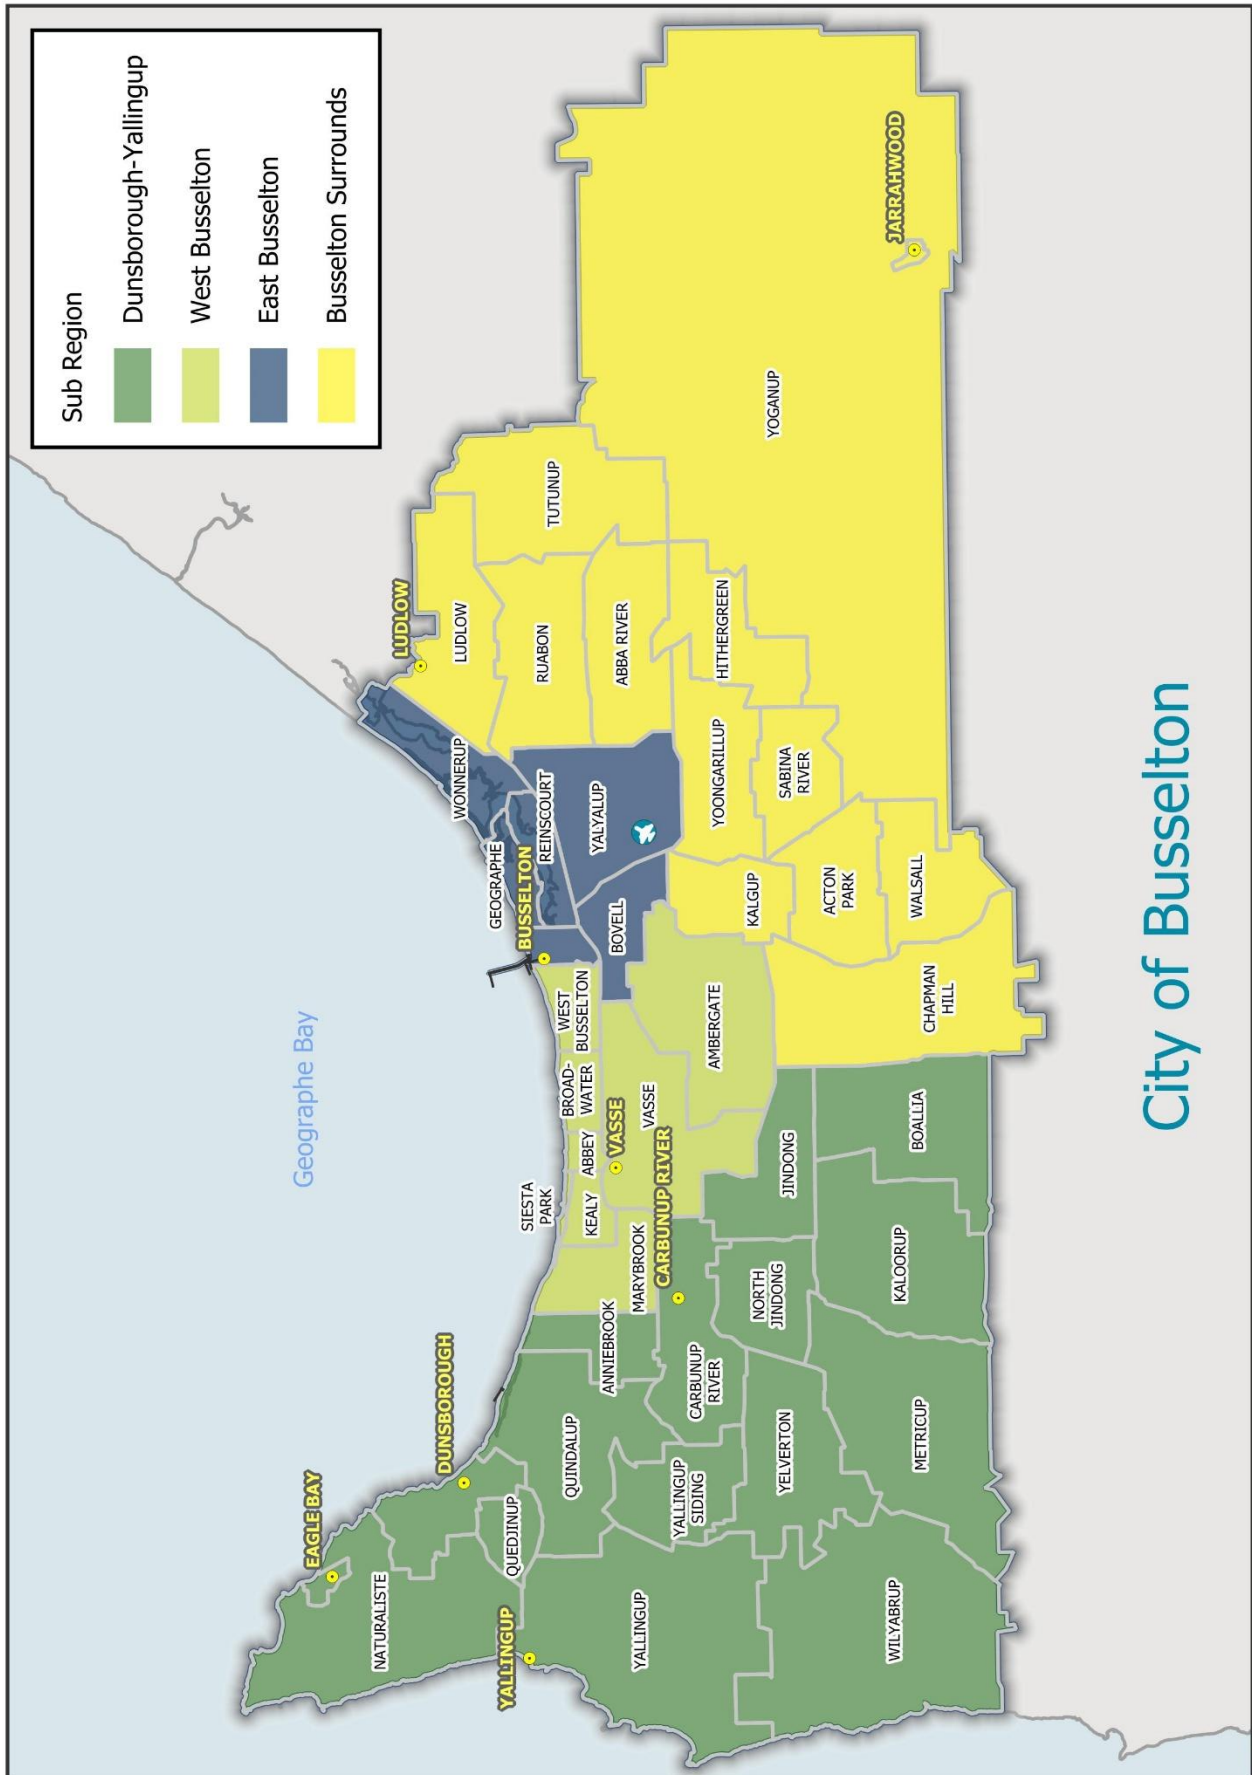 Sub Region
Dunsborough-Yallingup
West Busselton
East Busselton
Busselton Surrounds
Geographe Bay
EAGLE BAY
NATURALISTE
DUNSBOROUGH
QUEDJINUP
YALLINGUP
QUINDALUP
YALLINGUP
YALLINGUP
SIDING
ANNIEBROOK
CARBUNUP
RIVER
YELVERTON
WILYABRUP
METRICUP
SIESTA
PARK
KEALY
ABBEY
BROAD-
WATER
WEST
BUSSELTON
MARYBROOK
VASSE
VASSE
CARBUNUP RIVER
NORTH
JINDONG
JINDONG
KALOORUP
BOALLIA
AMBERGATE
BUSSELTON
GEOGRAPHE
WONNERUP
REINSCOURT
YALYALUP
BOVELL
LUDLOW
LUDLOW
RUABON
TUTUNUP
ABBA RIVER
HITHERGREEN
YOONGARILLUP
SABINA
RIVER
KALGUP
ACTON
PARK
WALSALL
CHAPMAN
HILL
YOGANUP
JARRAHWOOD
City of Busselton